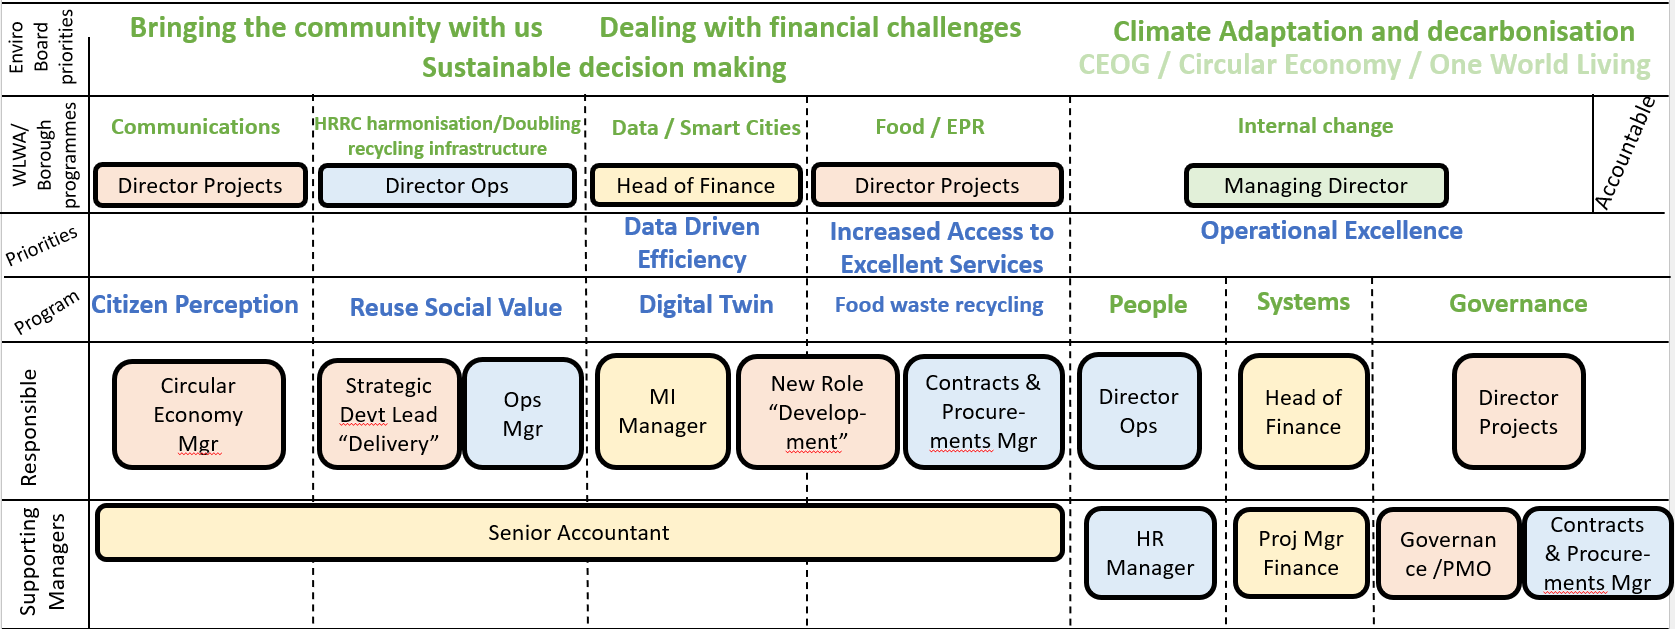 Enviro
Board
priorities
Bringing the community with us
Dealing with financial challenges
Sustainable decision making
Climate Adaptation and decarbonisation
CEOG / Circular Economy / One World Living
WLWA/
Borough
programmes
Communications
Director Projects
HRRC harmonisation/Doubling
recycling infrastructure
Director Ops
Data / Smart Cities
Head of Finance
Food / EPR
Director Projects
Internal change
Managing Director
Accountable
Priorities
Data Driven
Efficiency
Increased Access to
Excellent Services
Operational Excellence
Program
Citizen Perception
Reuse Social Value
Digital Twin
Food waste recycling
People
Systems
Governance
Responsible
Circular
Economy
Mgr
Strategic
Devt Lead
“Delivery”
Ops
Mgr
MI
Manager
New Role
“Develop-
ment”
Contracts &
Procure-
ments Mgr
Director
Ops
Head of
Finance
Director
Projects
Supporting
Managers
Senior Accountant
HR
Manager
Proj Mgr
Finance
Governan
ce /PMO
Contracts
& Procure-
ments Mgr